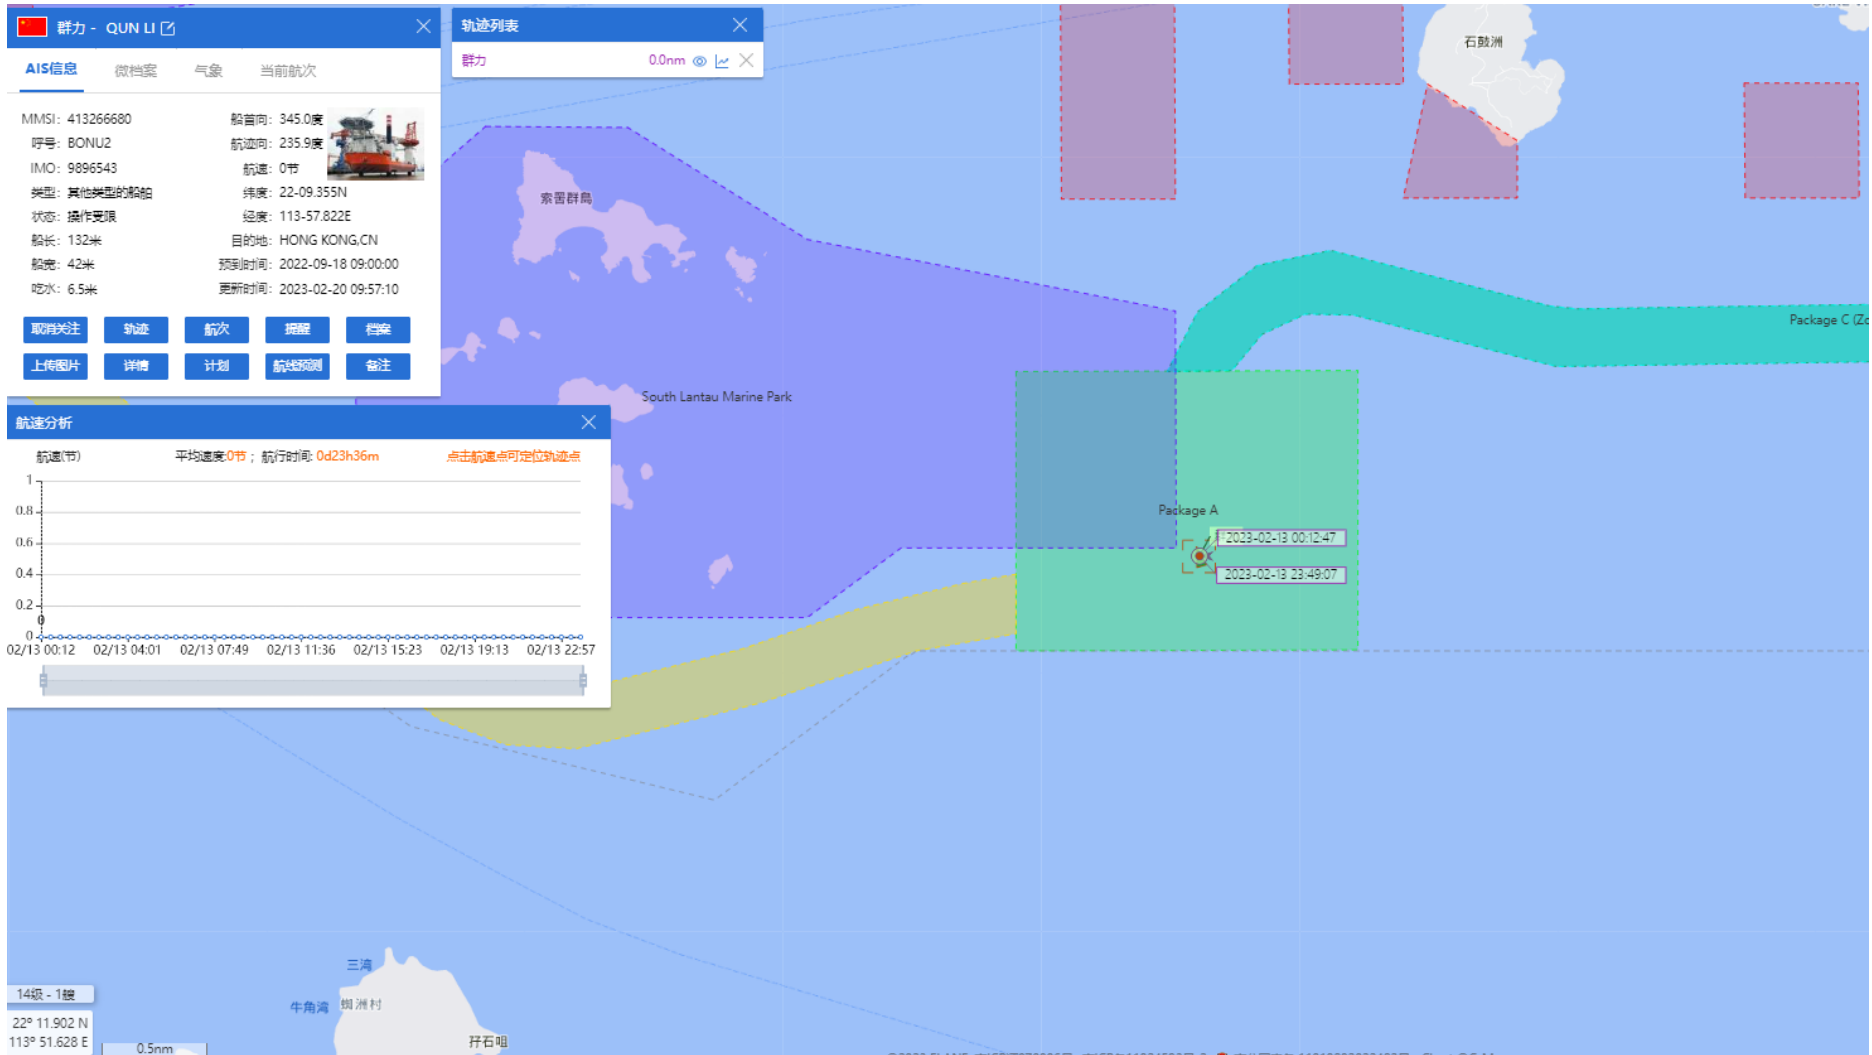 群力 - QUN LI
AIS信息 微档案 气象 当前航次
MMSI: 413266680 船首向: 345.0度
呼号: BONU2 航迹向: 235.9度
IMO: 9896543 航速: 0节
类型: 其他类型的船舶 纬度: 22-09.355N
状态: 操作受限 经度: 113-57.822E
船长: 132米 目的地: HONG KONG,CN
船宽: 42米 预到时间: 2022-09-18 09:00:00
吃水: 6.5米 更新时间: 2023-02-20 09:57:10
取消关注 轨迹 航次 提醒 档案
上传图片 详情 计划 航线预测 备注
轨迹列表
群力 0.0nm
石鼓洲
索罟群島
Package C (Zo
South Lantau Marine Park
航速分析
航速(节) 平均速度:0节 ; 航行时间: 0d23h36m 点击航速点可定位轨迹点
1
0.8
0.6
0.4
0.2
0
0
02/13 00:12 02/13 04:01 02/13 07:49 02/13 11:36 02/13 15:23 02/13 19:13 02/13 22:57
Package A
2023-02-13 00:12:47
2023-02-13 23:49:07
三湾
牛角湾
蜘洲村
孖石咀
14级 - 1艘
22° 11.902 N
113° 51.628 E
0.5nm